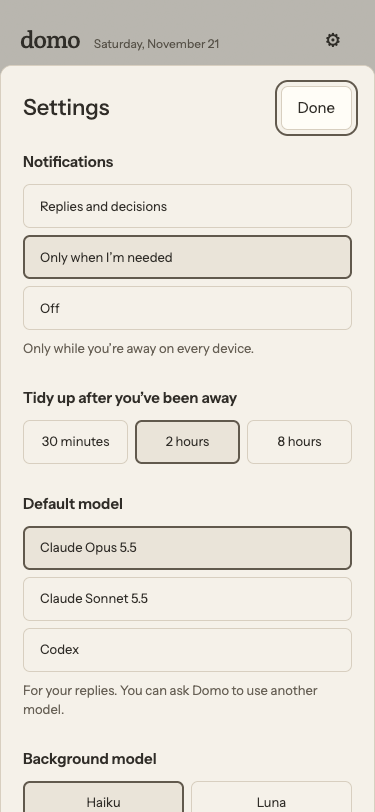 domo Saturday, November 21
Settings
Done
Notifications
Replies and decisions
Only when I’m needed
Off
Only while you’re away on every device.
Tidy up after you’ve been away
30 minutes 2 hours 8 hours
Default model
Claude Opus 5.5
Claude Sonnet 5.5
Codex
For your replies. You can ask Domo to use another
model.
Background model
Haiku Luna